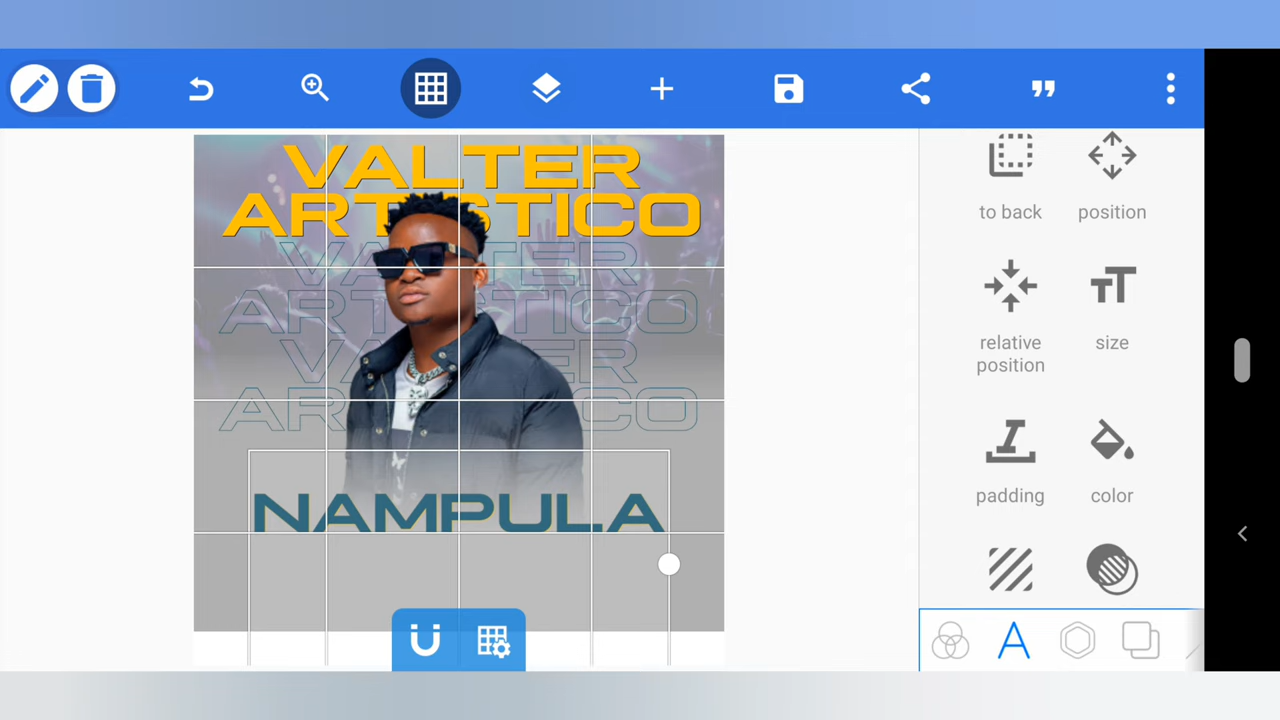 VALTER
ARTISTICO
VALTER
ARTISTICO
VALTER
ARTISTICO
NAMPULA
to back
position
relative
position
size
padding
color